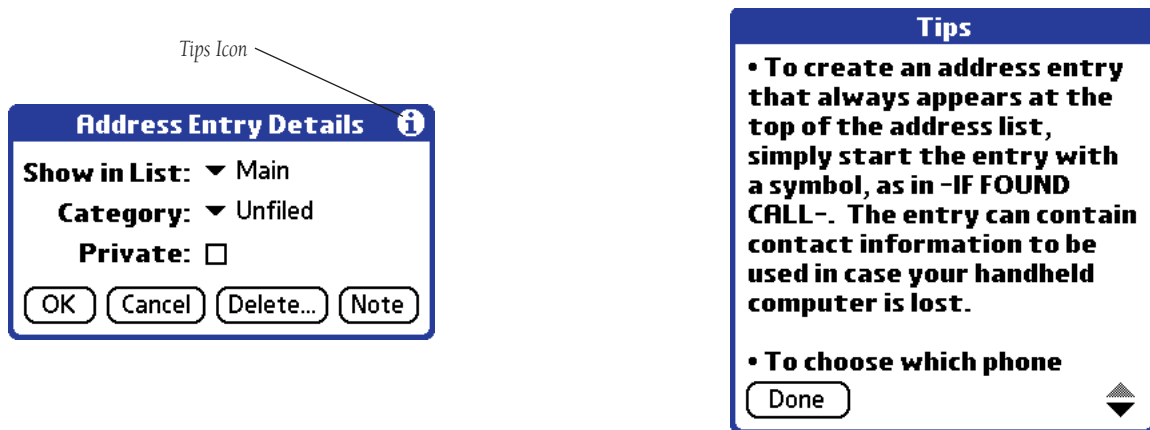 Tips Icon
Address Entry Details
Show in List: Main
Category: Unfiled
Private:
OK Cancel Delete... Note
Tips
• To create an address entry
that always appears at the
top of the address list,
simply start the entry with
a symbol, as in -IF FOUND
CALL-. The entry can contain
contact information to be
used in case your handheld
computer is lost.
• To choose which phone
Done